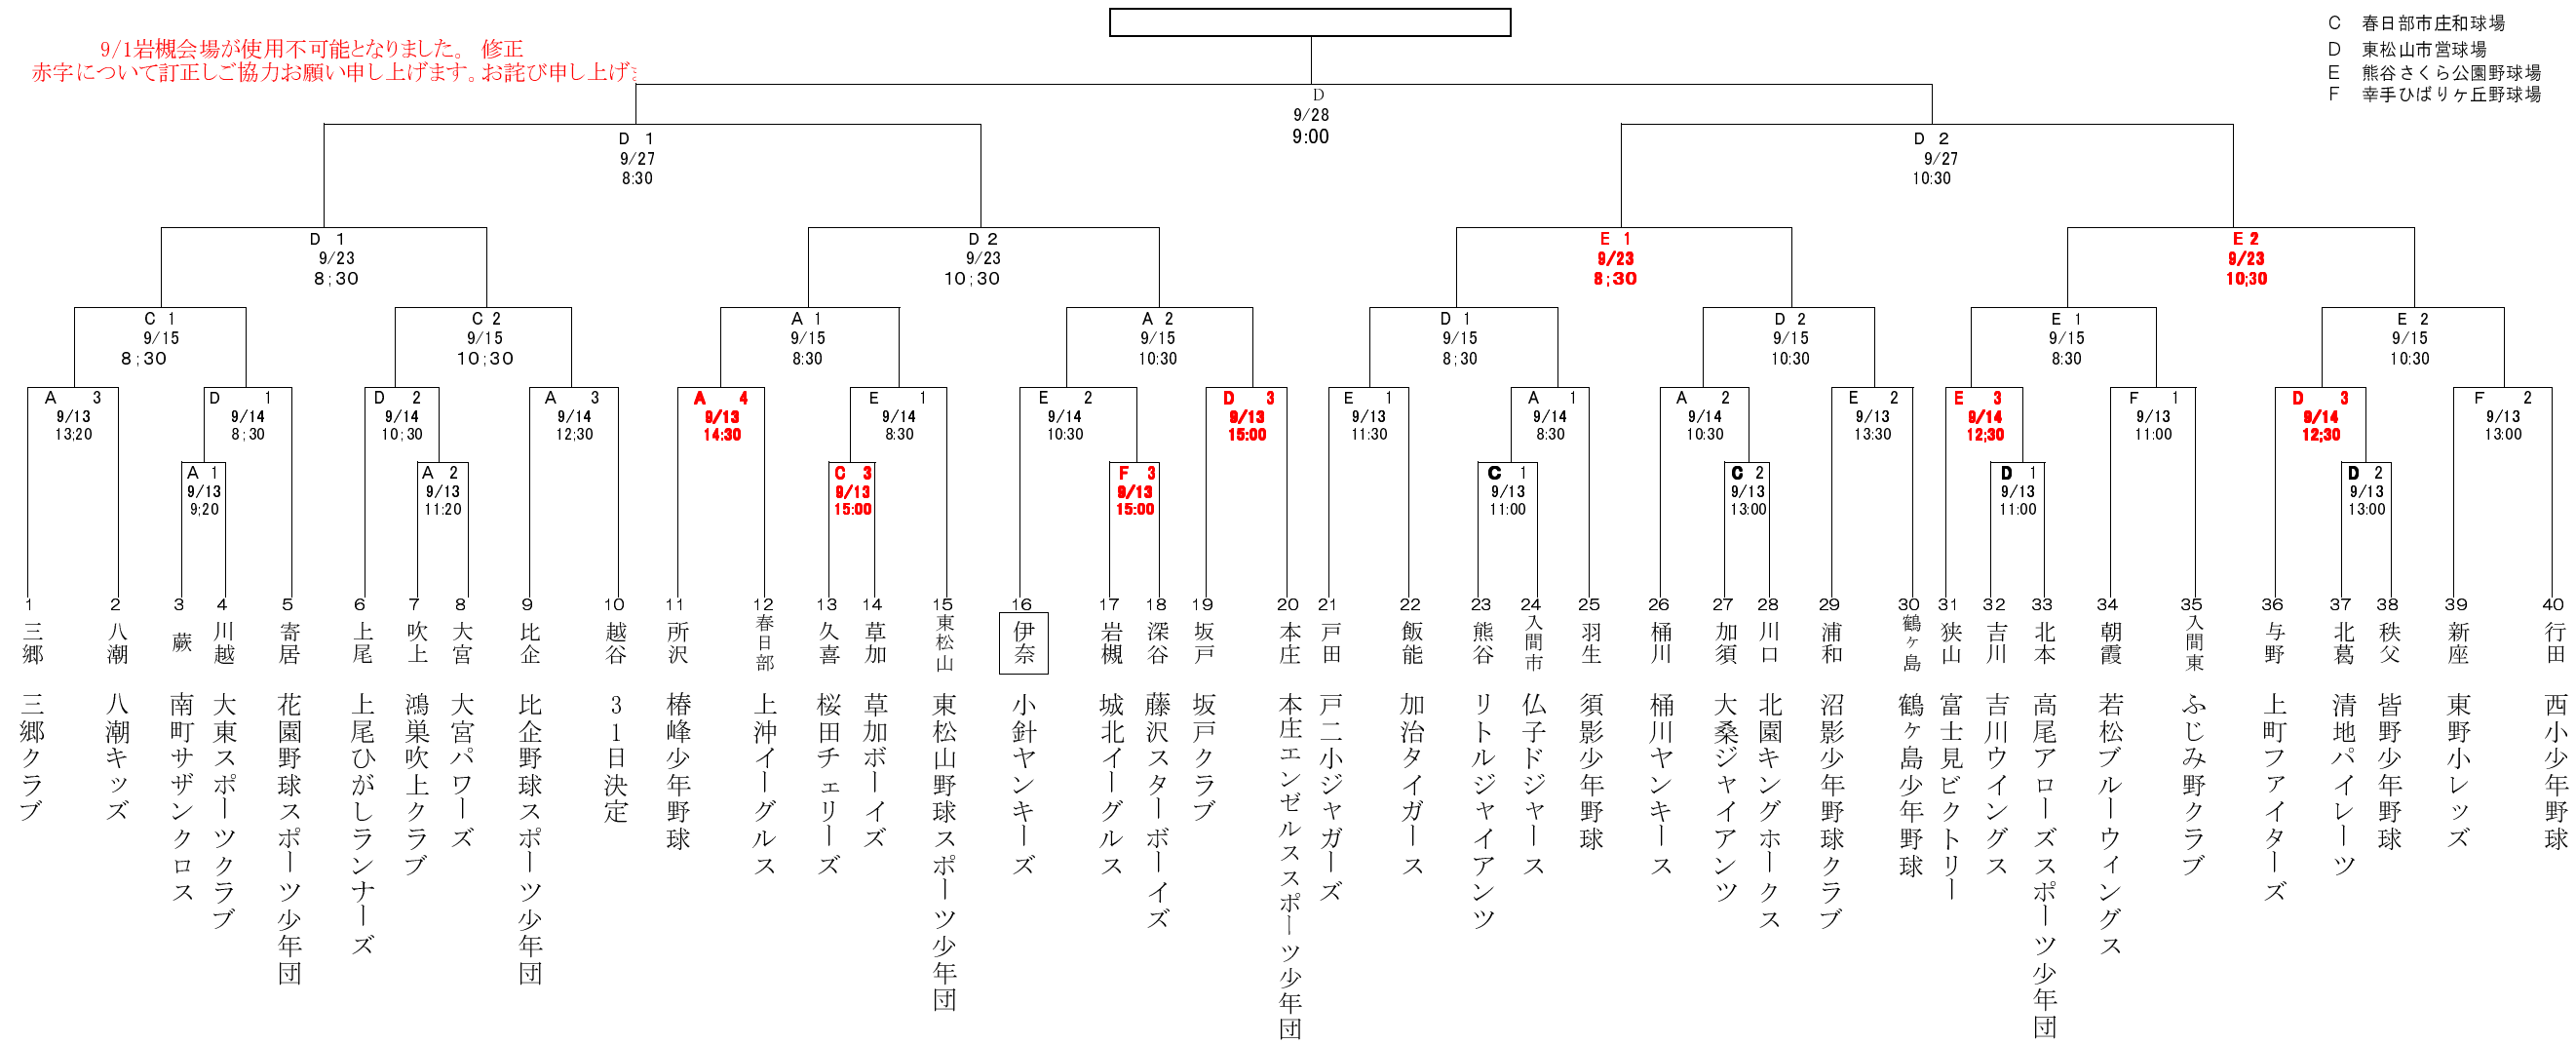 C 春日部市庄和球場
9/1岩槻会場が使用不可能となりました。 修正
D 東松山市営球場
赤字について訂正しご協力お願い申し上げます。お詫び申し上げま
E 熊谷さくら公園野球場
F 幸手ひばりヶ丘野球場
D
9/28
9:00
D 1
9/27
8:30
D 2
9/27
10:30
D 1
9/23
8;30
D 2
9/23
10;30
E 1
9/23
8;30
E 2
9/23
10;30
C 1
9/15
8;30
C 2
9/15
10;30
A 1
9/15
8:30
A 2
9/15
10:30
D 1
9/15
8;30
D 2
9/15
10:30
E 1
9/15
8:30
E 2
9/15
10:30
A 3
9/13
13;20
D 1
9/14
8;30
D 2
9/14
10;30
A 3
9/14
12;30
A 4
9/13
14:30
E 1
9/14
8:30
E 2
9/14
10:30
D 3
9/13
15:00
E 1
9/13
11:30
A 1
9/14
8:30
A 2
9/14
10:30
E 2
9/13
13:30
E 3
9/14
12;30
F 1
9/13
11:00
D 3
9/14
12;30
F 2
9/13
13:00
A 1
9/13
9;20
A 2
9/13
11:20
C 3
9/13
15:00
F 3
9/13
15:00
C 1
9/13
11:00
C 2
9/13
13:00
D 1
9/13
11:00
D 2
9/13
13:00
1 三郷 三郷クラブ
2 八潮 八潮キッズ
3 蕨 南町サザンクロス
4 川越 大東スポーツクラブ
5 寄居 花園野球スポーツ少年団
6 上尾 上尾ひがしランナーズ
7 吹上 鴻巣吹上クラブ
8 大宮 大宮パワーズ
9 比企 比企野球スポーツ少年団
10 越谷 31日決定
11 所沢 椿峰少年野球
12 春日部 上沖イーグルス
13 久喜 桜田チェリーズ
14 草加 草加ボーイズ
15 東松山 東松山野球スポーツ少年団
16 伊奈 小針ヤンキーズ
17 岩槻 城北イーグルス
18 深谷 藤沢スターボーイズ
19 坂戸 坂戸クラブ
20 本庄 本庄エンゼルススポーツ少年団
21 戸田 戸二小ジャガーズ
22 飯能 加治タイガース
23 熊谷 リトルジャイアンツ
24 入間市 仏子ドジャース
25 羽生 須影少年野球
26 桶川 桶川ヤンキース
27 加須 大桑ジャイアンツ
28 川口 北園キングホークス
29 浦和 沼影少年野球クラブ
30 鶴ヶ島 鶴ヶ島少年野球
31 狭山 富士見ビクトリー
32 吉川 吉川ウイングス
33 北本 高尾アローズスポーツ少年団
34 朝霞 若松ブルーウィングス
35 入間東 ふじみ野クラブ
36 与野 上町ファイターズ
37 北葛 清地パイレーツ
38 秩父 皆野少年野球
39 新座 東野小レッズ
40 行田 西小少年野球